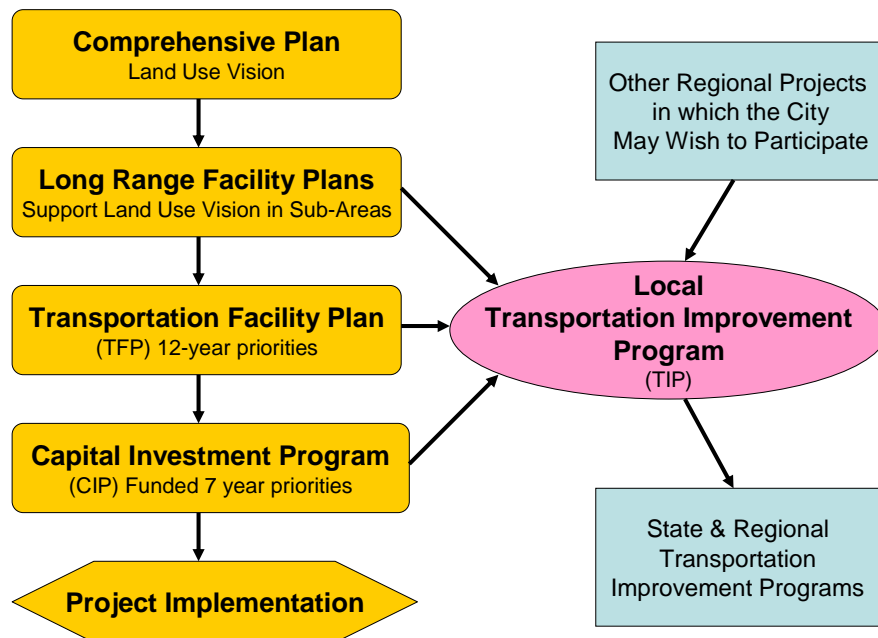 Comprehensive Plan
Land Use Vision
Other Regional Projects
in which the City
May Wish to Participate
Long Range Facility Plans
Support Land Use Vision in Sub-Areas
Transportation Facility Plan
(TFP) 12-year priorities
Local
Transportation Improvement
Program
(TIP)
Capital Investment Program
(CIP) Funded 7 year priorities
State & Regional
Transportation
Improvement Programs
Project Implementation